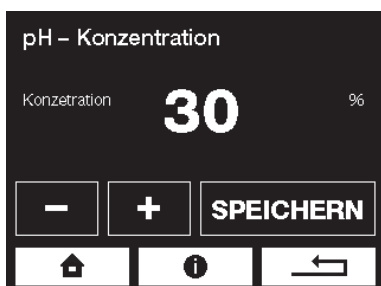 pH – Konzentration
Konzetration 30 %
– + SPEICHERN
i